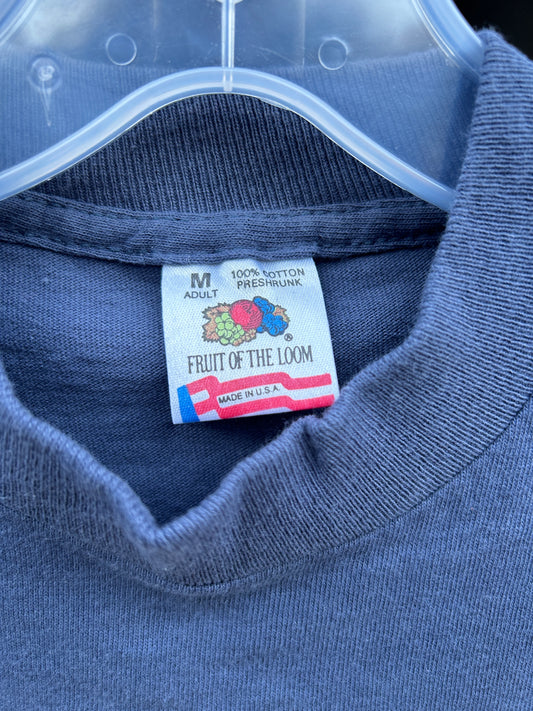 M
ADULT
100% COTTON
PRESHRUNK
®
FRUIT OF THE LOOM
MADE IN U.S.A.
M